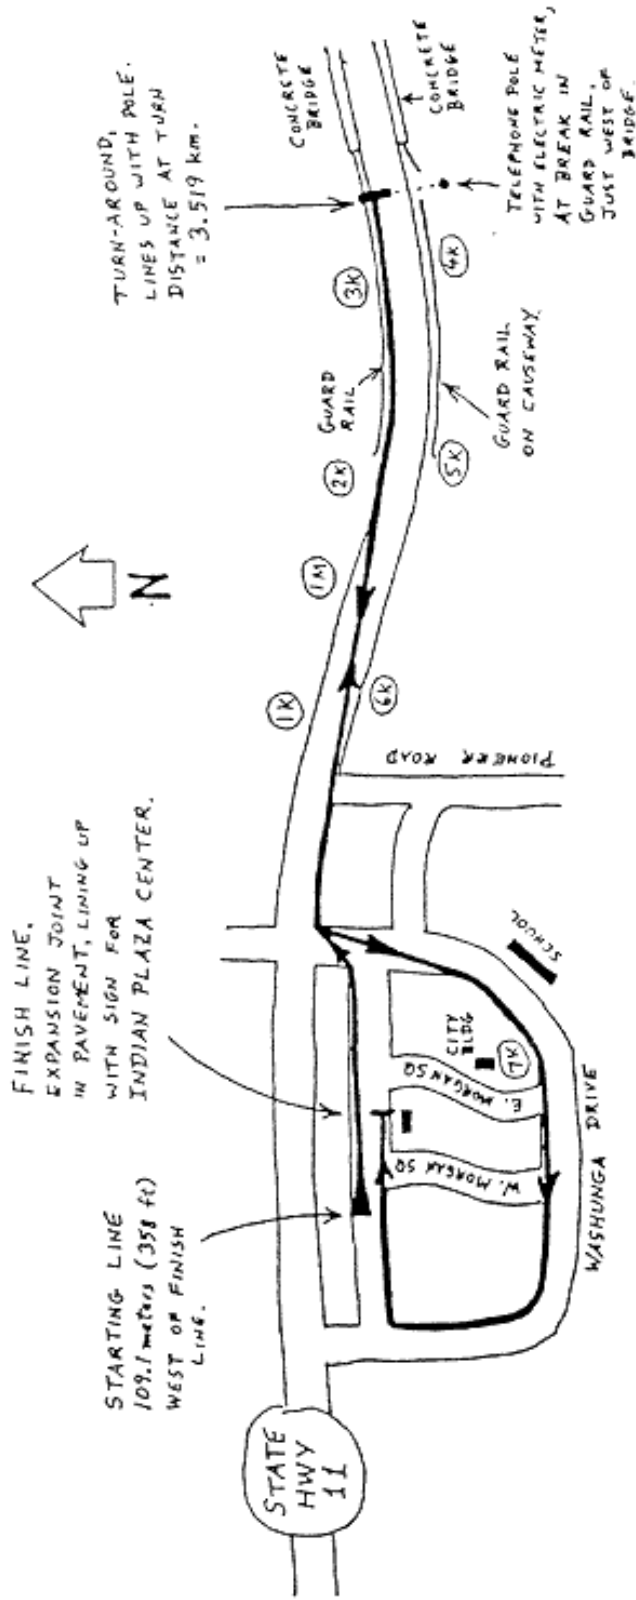 FINISH LINE.
EXPANSION JOINT
IN PAVEMENT, LINING UP
WITH SIGN FOR
INDIAN PLAZA CENTER.
STARTING LINE
109.1 meters (358 ft)
WEST OF FINISH
LINE.
TURN-AROUND,
LINES UP WITH POLE.
DISTANCE AT TURN
= 3.519 km.
N
STATE
HWY
11
CONCRETE
BRIDGE
CONCRETE
BRIDGE
TELEPHONE POLE
WITH ELECTRIC METER,
AT BREAK IN
GUARD RAIL,
JUST WEST OF
BRIDGE.
GUARD
RAIL
GUARD RAIL
ON CAUSEWAY.
1K
1M
2K
3K
4K
5K
6K
7K
PIONEER ROAD
SCHOOL
CITY
BLDG
E. MORGAN SQ
W. MORGAN SQ
WASHUNGA DRIVE